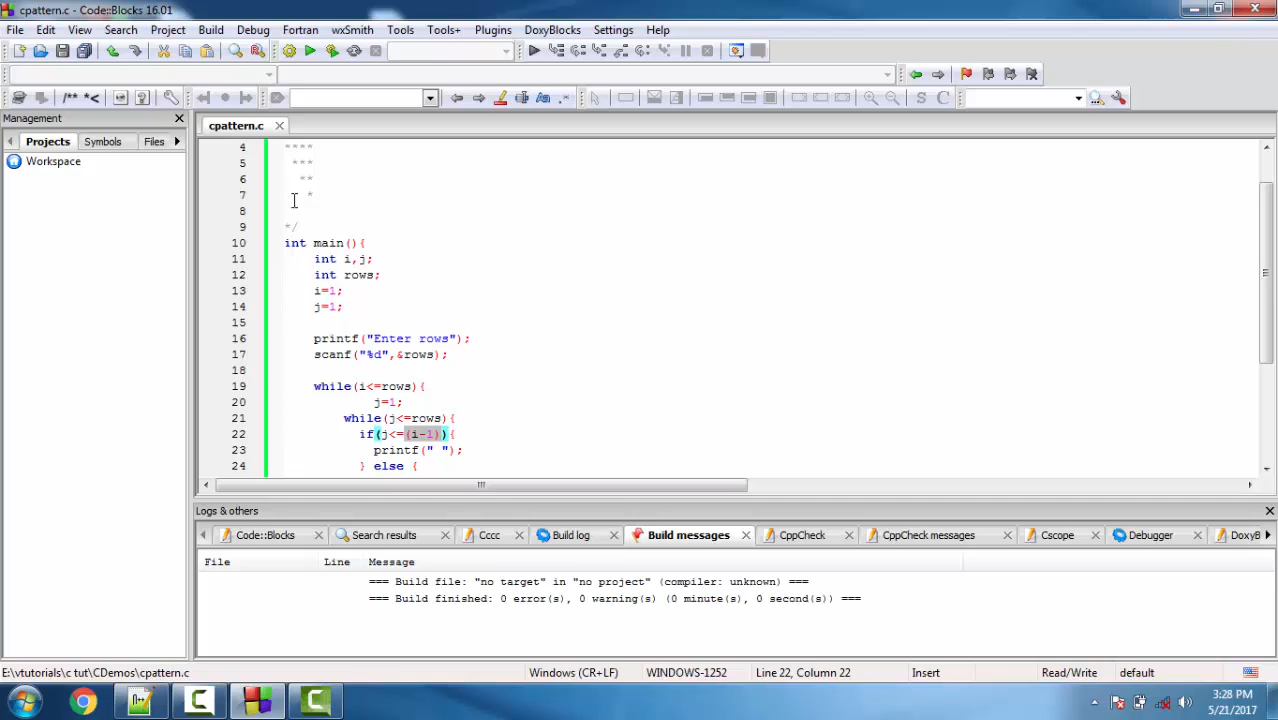 cpattern.c - Code::Blocks 16.01
File Edit View Search Project Build Debug Fortran wxSmith Tools Tools+ Plugins DoxyBlocks Settings Help
/** *<
S C
Management
cpattern.c
Projects Symbols Files
Workspace
4 ****
5 ***
6 **
7 *
8
9 */
10 int main(){
11 int i,j;
12 int rows;
13 i=1;
14 j=1;
15
16 printf("Enter rows");
17 scanf("%d",&rows);
18
19 while(i<=rows){
20 j=1;
21 while(j<=rows){
22 if(j<=(i-1)){
23 printf(" ");
24 } else {
Logs & others
Code::Blocks Search results Cccc Build log Build messages CppCheck CppCheck messages Cscope Debugger DoxyB
File Line Message
=== Build file: "no target" in "no project" (compiler: unknown) ===
=== Build finished: 0 error(s), 0 warning(s) (0 minute(s), 0 second(s)) ===
E:\vtutorials\c tut\CDemos\cpattern.c Windows (CR+LF) WINDOWS-1252 Line 22, Column 22 Insert Read/Write default
3:28 PM
5/21/2017